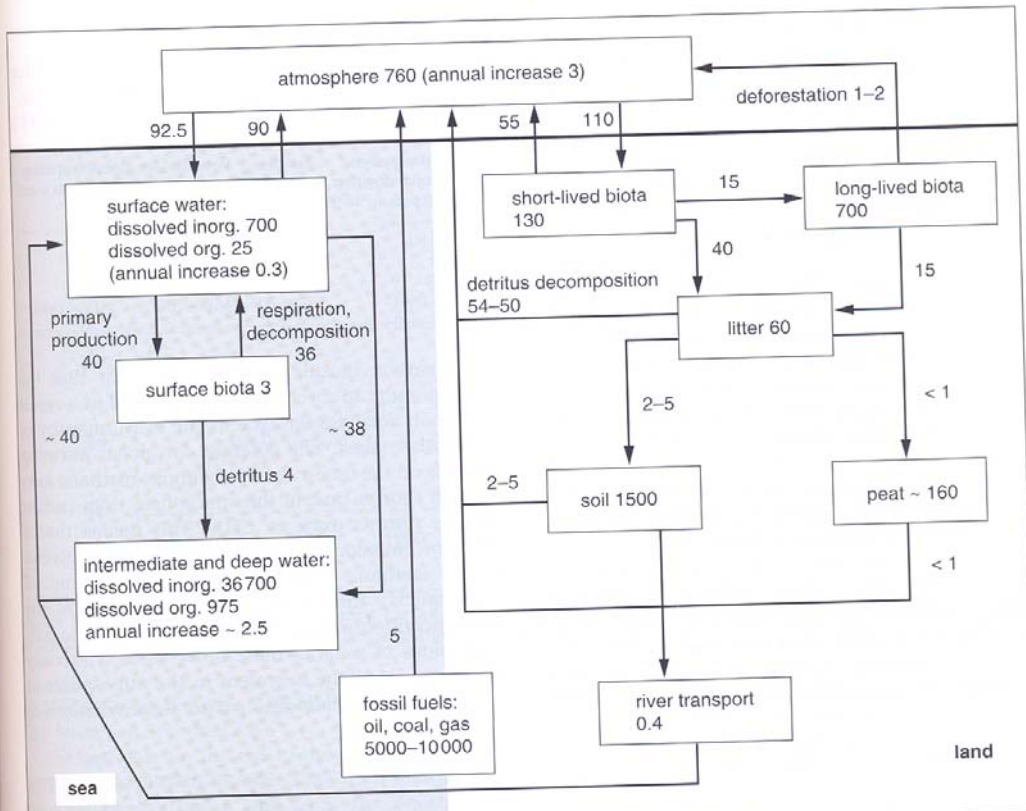 atmosphere 760 (annual increase 3)
deforestation 1–2
92.5
90
55
110
surface water:
dissolved inorg. 700
dissolved org. 25
(annual increase 0.3)
short-lived biota
130
15
long-lived biota
700
40
15
detritus decomposition
54–50
litter 60
primary
production
40
respiration,
decomposition
36
surface biota 3
~ 40
~ 38
2–5
< 1
detritus 4
2–5
soil 1500
peat ~ 160
intermediate and deep water:
dissolved inorg. 36700
dissolved org. 975
annual increase ~ 2.5
< 1
5
fossil fuels:
oil, coal, gas
5000–10000
river transport
0.4
land
sea